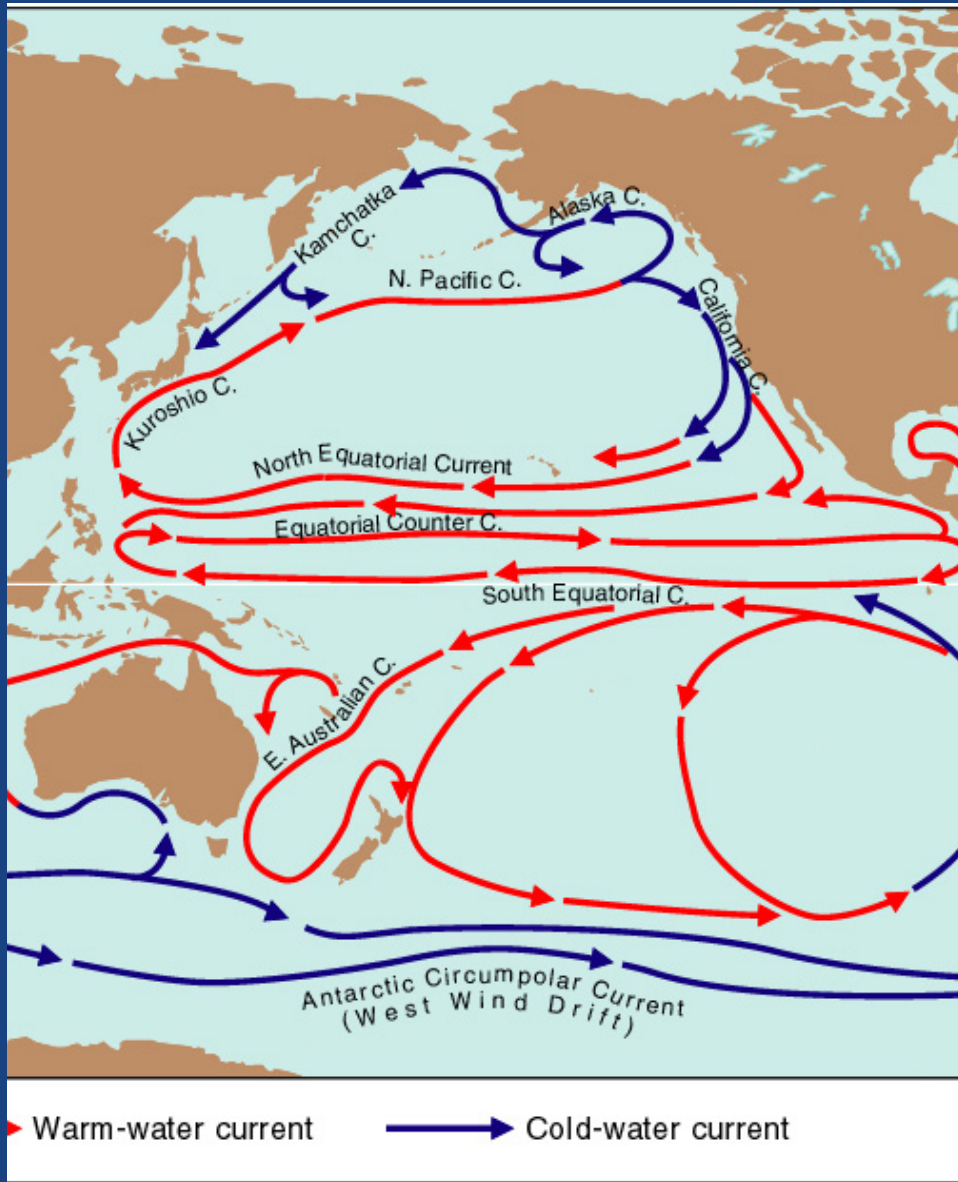 Alaska C.
Kamchatka
C.
N. Pacific C.
California C.
Kuroshio C.
North Equatorial Current
Equatorial Counter C.
South Equatorial C.
E. Australian C.
Antarctic Circumpolar Current
(West Wind Drift)
Warm-water current
Cold-water current